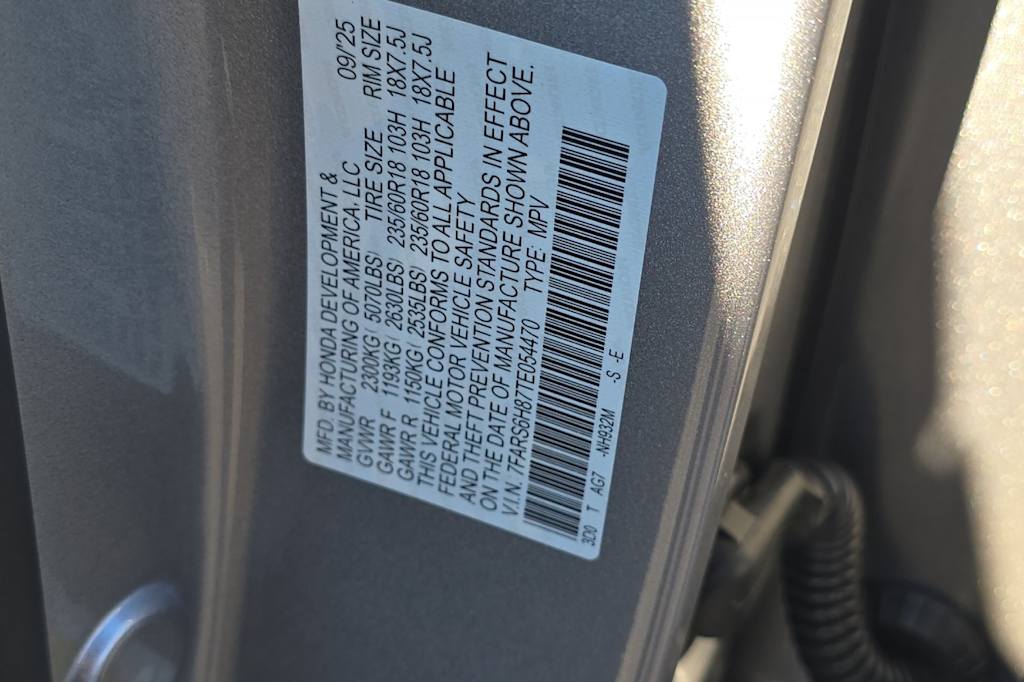 MFD. BY HONDA DEVELOPMENT & 09/'25
MANUFACTURING OF AMERICA, LLC
GVWR 2300KG( 5070LBS) TIRE SIZE RIM SIZE
GAWR F 1193KG( 2630LBS) 235/60R18 103H 18X7.5J
GAWR R 1150KG( 2535LBS) 235/60R18 103H 18X7.5J
THIS VEHICLE CONFORMS TO ALL APPLICABLE
FEDERAL MOTOR VEHICLE SAFETY
AND THEFT PREVENTION STANDARDS IN EFFECT
ON THE DATE OF MANUFACTURE SHOWN ABOVE.
V.I.N. 7FARS6H87TE054470 TYPE: MPV
3D0 T AG7 -NH932M -S -E